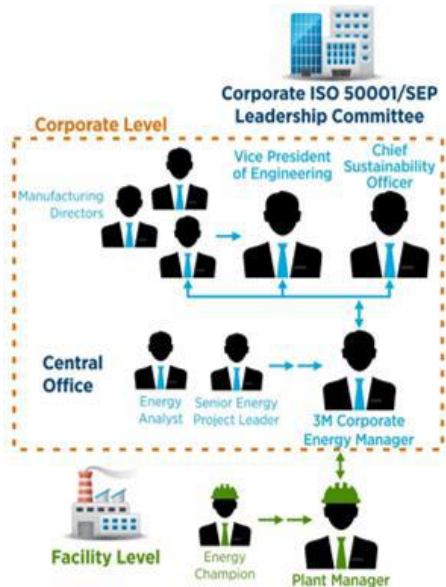 Corporate ISO 50001/SEP
Leadership Committee
Corporate Level
Vice President
of Engineering
Chief
Sustainability
Officer
Manufacturing
Directors
Central
Office
Energy
Analyst
Senior Energy
Project Leader
3M Corporate
Energy Manager
Facility Level
Energy
Champion
Plant Manager